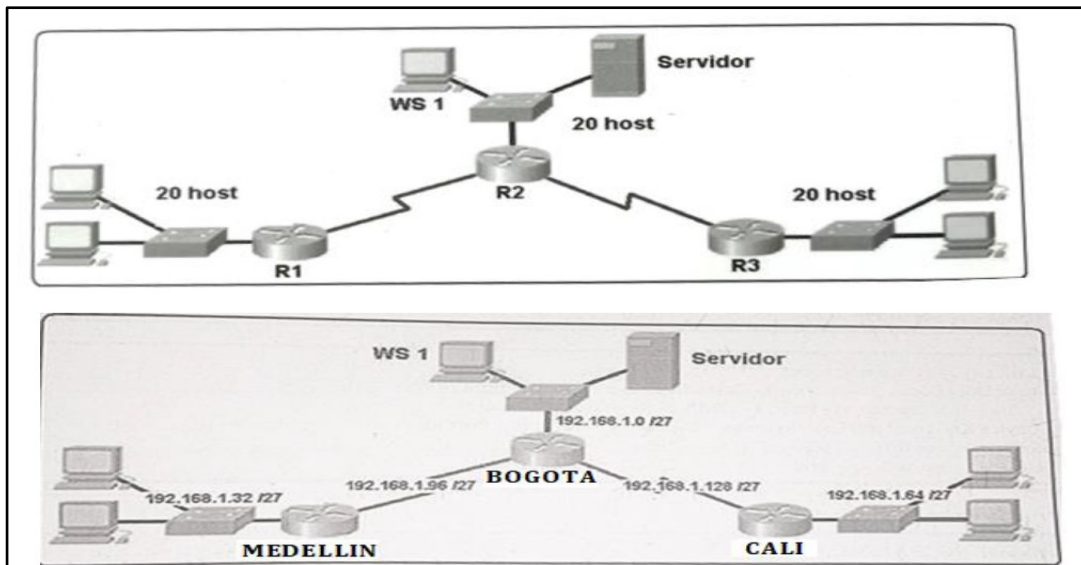 Servidor
WS 1
20 host
R2
20 host
R1
20 host
R3
WS 1
Servidor
192.168.1.0 /27
BOGOTA
192.168.1.96 /27
192.168.1.128 /27
192.168.1.32 /27
192.168.1.64 /27
MEDELLIN
CALI